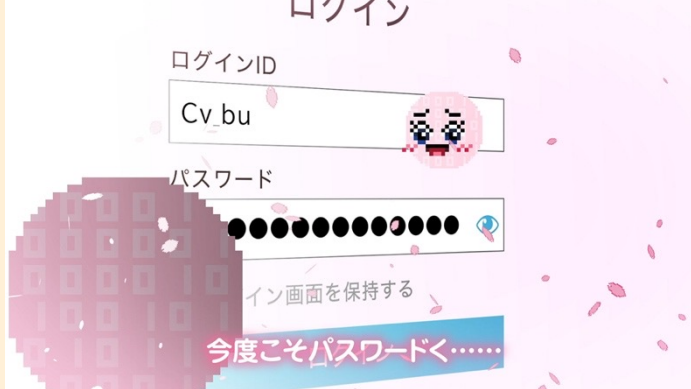 ログイン
ログインID
Cv_bu
パスワード
イン画面を保持する
今度こそパスワードく……